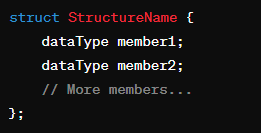 struct StructureName {
    dataType member1;
    dataType member2;
    // More members...
};